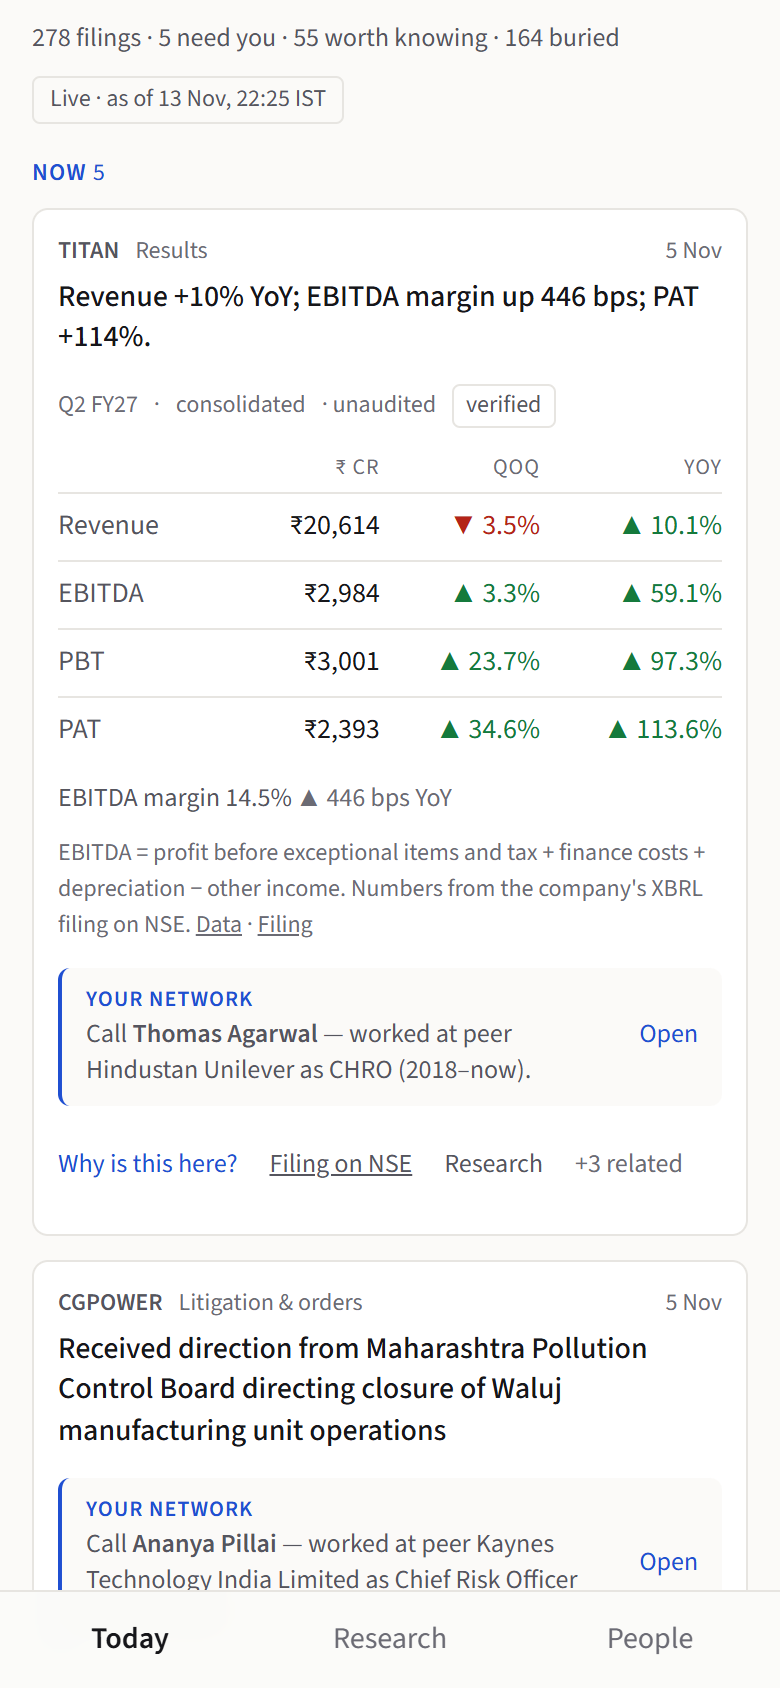 278 filings · 5 need you · 55 worth knowing · 164 buried
Live · as of 13 Nov, 22:25 IST
NOW 5
TITAN Results 5 Nov
Revenue +10% YoY; EBITDA margin up 446 bps; PAT
+114%.
Q2 FY27 · consolidated · unaudited verified
₹ CR QOQ YOY
Revenue ₹20,614 ▼ 3.5% ▲ 10.1%
EBITDA ₹2,984 ▲ 3.3% ▲ 59.1%
PBT ₹3,001 ▲ 23.7% ▲ 97.3%
PAT ₹2,393 ▲ 34.6% ▲ 113.6%
EBITDA margin 14.5% ▲ 446 bps YoY
EBITDA = profit before exceptional items and tax + finance costs +
depreciation − other income. Numbers from the company's XBRL
filing on NSE. Data · Filing
YOUR NETWORK
Call Thomas Agarwal — worked at peer
Hindustan Unilever as CHRO (2018–now).
Open
Why is this here? Filing on NSE Research +3 related
CGPOWER Litigation & orders 5 Nov
Received direction from Maharashtra Pollution
Control Board directing closure of Waluj
manufacturing unit operations
YOUR NETWORK
Call Ananya Pillai — worked at peer Kaynes
Technology India Limited as Chief Risk Officer
Open
Today Research People